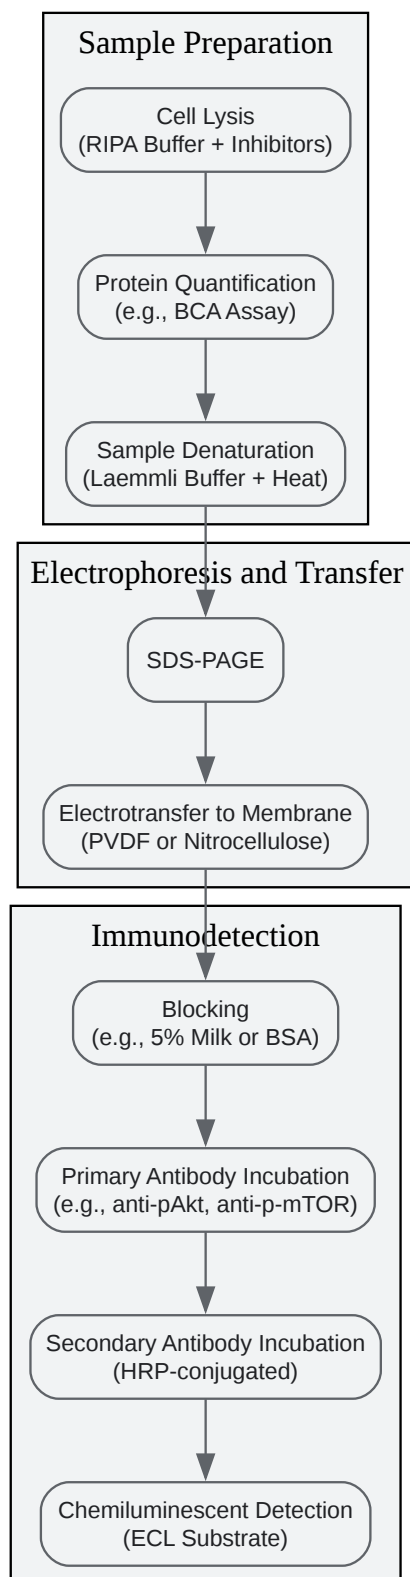 Sample Preparation
Cell Lysis
(RIPA Buffer + Inhibitors)
Protein Quantification
(e.g., BCA Assay)
Sample Denaturation
(Laemmli Buffer + Heat)
Electrophoresis and Transfer
SDS-PAGE
Electrotransfer to Membrane
(PVDF or Nitrocellulose)
Immunodetection
Blocking
(e.g., 5% Milk or BSA)
Primary Antibody Incubation
(e.g., anti-pAkt, anti-p-mTOR)
Secondary Antibody Incubation
(HRP-conjugated)
Chemiluminescent Detection
(ECL Substrate)